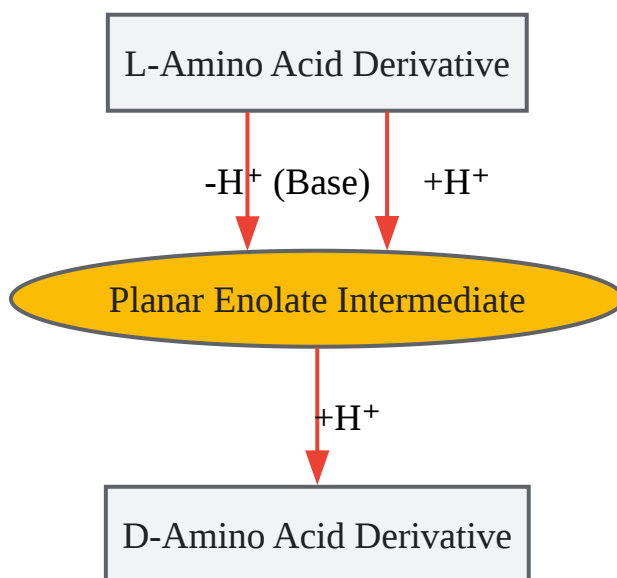 L-Amino Acid Derivative
-H⁺ (Base)
+H⁺
Planar Enolate Intermediate
+H⁺
D-Amino Acid Derivative